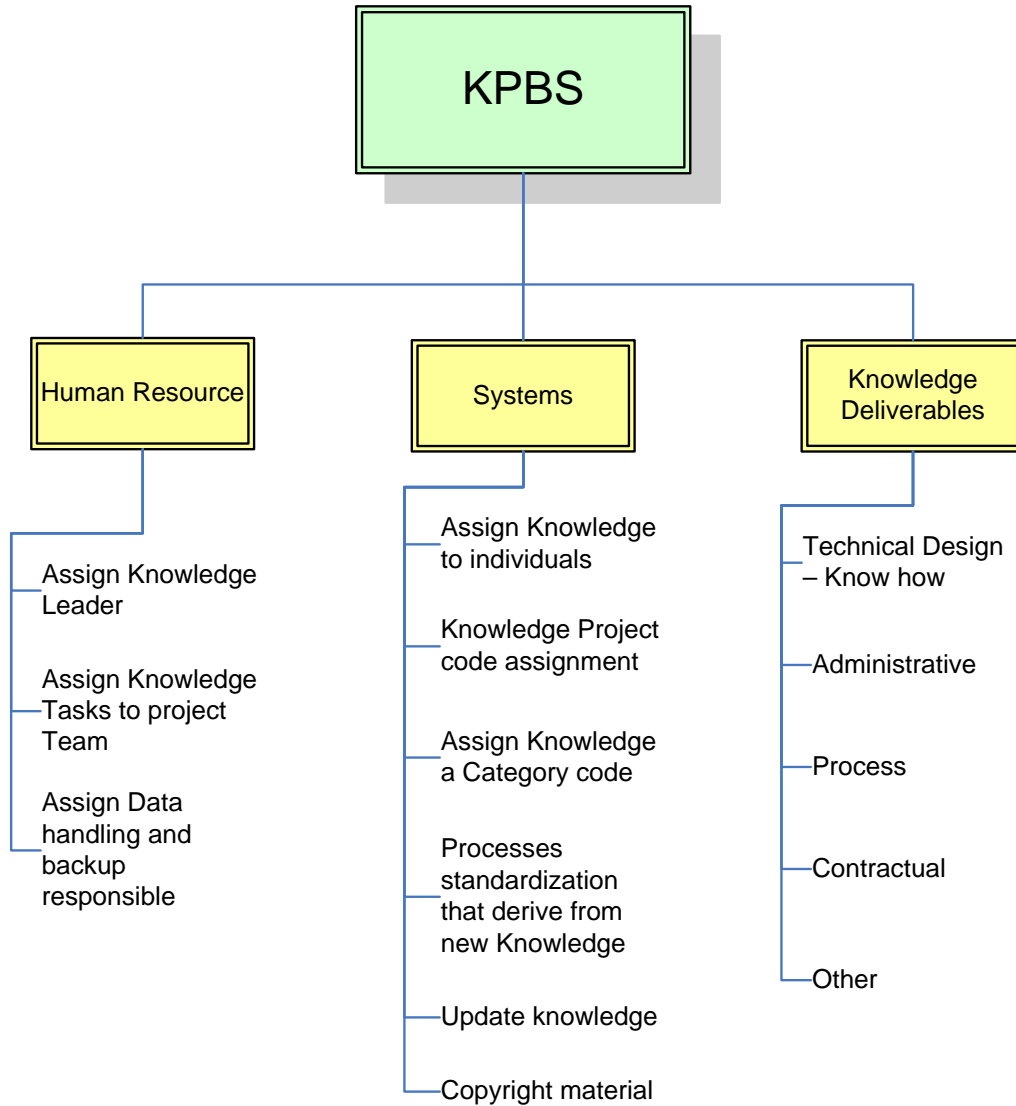 KPBS
Human Resource
Systems
Knowledge
Deliverables
Assign Knowledge
Leader
Assign Knowledge
Tasks to project
Team
Assign Data
handling and
backup
responsible
Assign Knowledge
to individuals
Knowledge Project
code assignment
Assign Knowledge
a Category code
Processes
standardization
that derive from
new Knowledge
Update knowledge
Copyright material
Technical Design
– Know how
Administrative
Process
Contractual
Other